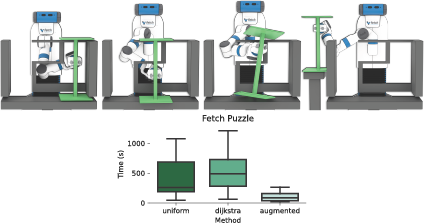 Fetch Puzzle
1000
500
0
Time (s)
uniform
dijkstra
augmented
Method